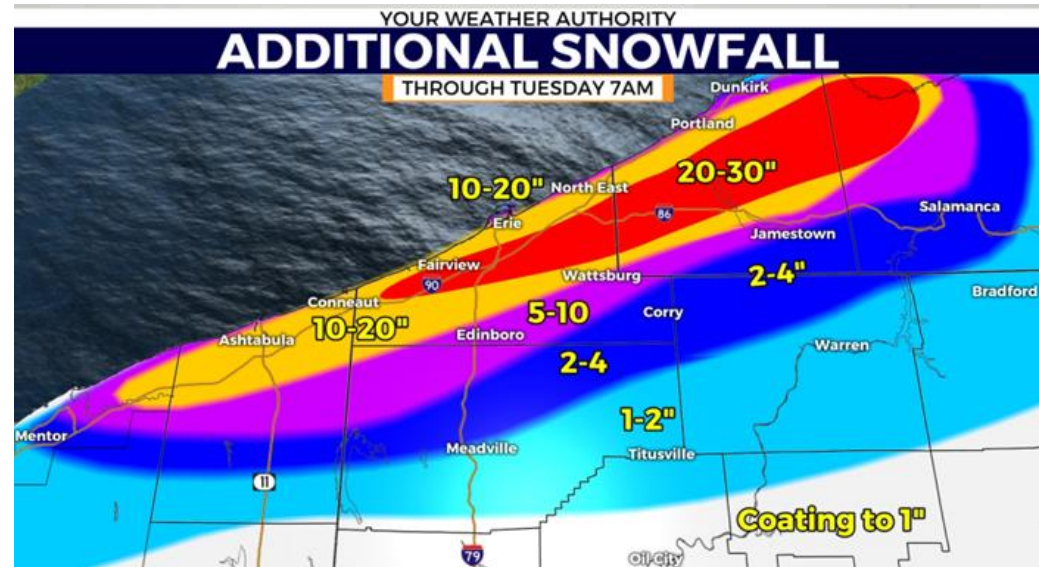 YOUR WEATHER AUTHORITY
ADDITIONAL SNOWFALL
THROUGH TUESDAY 7AM
Dunkirk
Portland
20-30"
10-20"
North East
Salamanca
Erie
86
Jamestown
Fairview
Wattsburg
2-4"
90
Bradford
Conneaut
5-10
Corry
10-20"
Edinboro
Ashtabula
Warren
2-4
1-2"
Mentor
Meadville
Titusville
11
Coating to 1"
79
Oil City